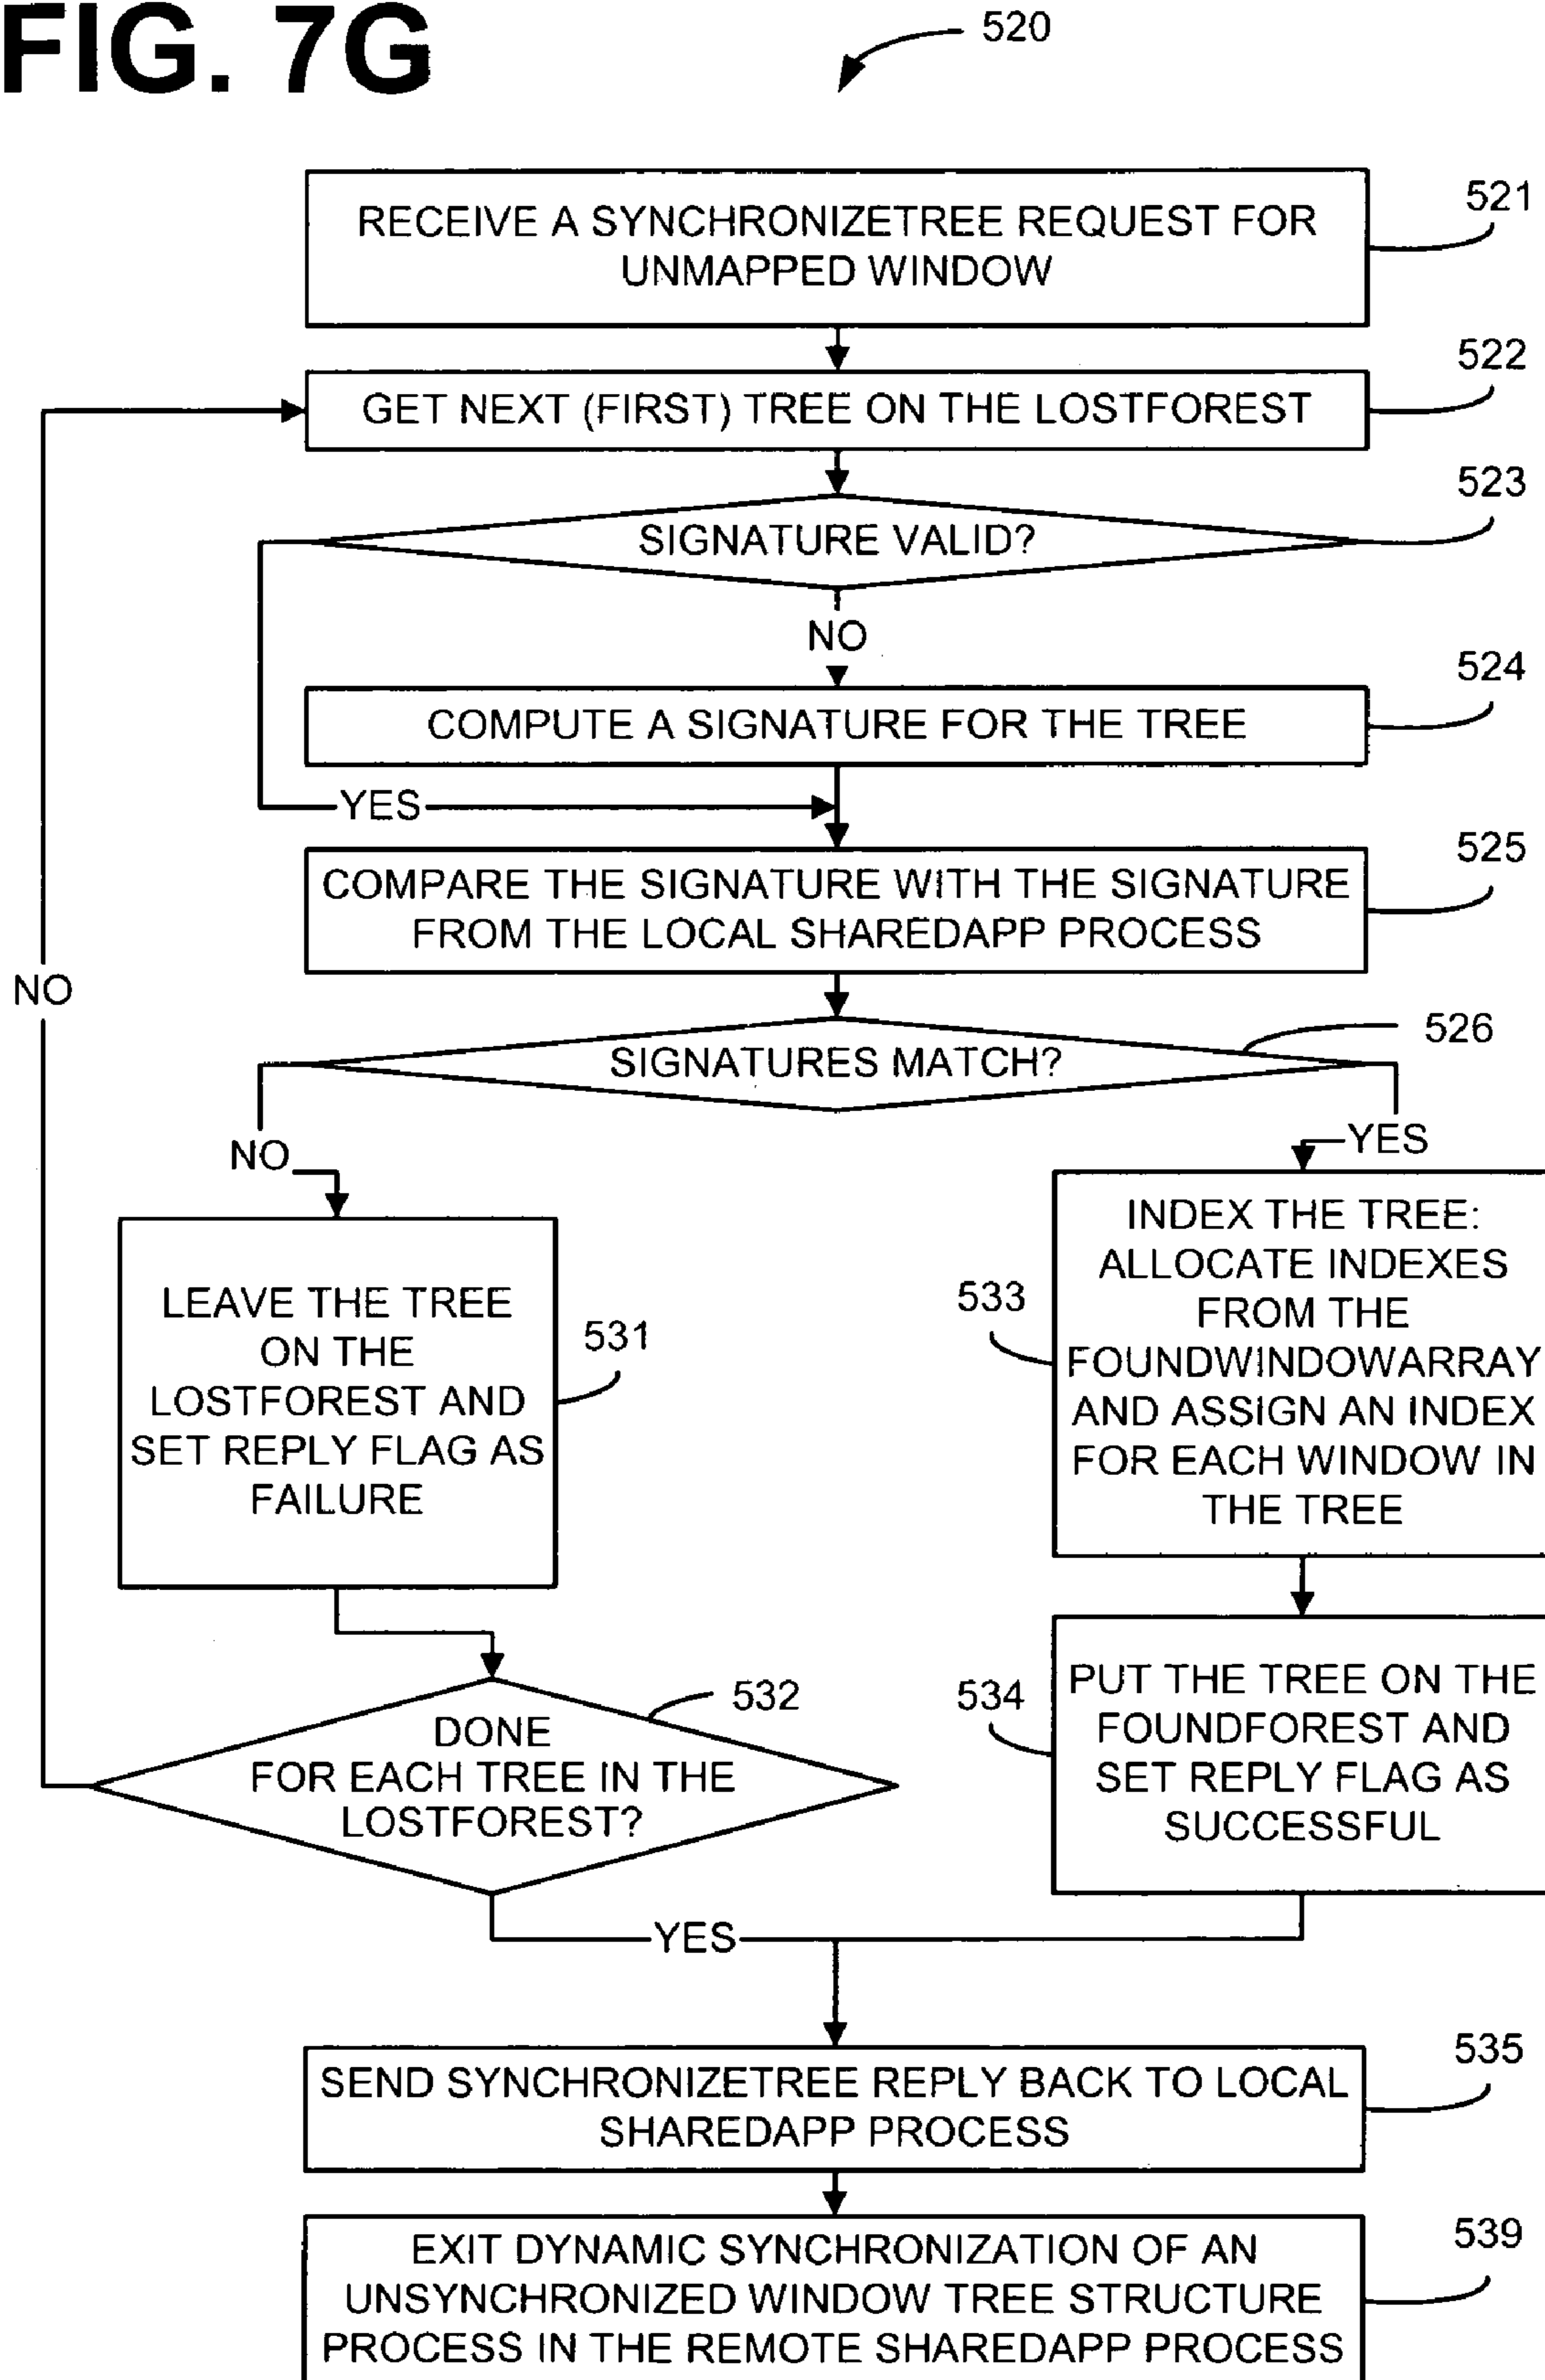 FIG. 7G
520
RECEIVE A SYNCHRONIZETREE REQUEST FOR
UNMAPPED WINDOW
521
GET NEXT (FIRST) TREE ON THE LOSTFOREST
522
SIGNATURE VALID?
523
NO
COMPUTE A SIGNATURE FOR THE TREE
524
YES
COMPARE THE SIGNATURE WITH THE SIGNATURE
FROM THE LOCAL SHAREDAPP PROCESS
525
NO
SIGNATURES MATCH?
526
NO
YES
LEAVE THE TREE
ON THE
LOSTFOREST AND
SET REPLY FLAG AS
FAILURE
531
INDEX THE TREE:
ALLOCATE INDEXES
FROM THE
FOUNDWINDOWARRAY
AND ASSIGN AN INDEX
FOR EACH WINDOW IN
THE TREE
533
DONE
FOR EACH TREE IN THE
LOSTFOREST?
532
PUT THE TREE ON THE
FOUNDFOREST AND
SET REPLY FLAG AS
SUCCESSFUL
534
YES
SEND SYNCHRONIZETREE REPLY BACK TO LOCAL
SHAREDAPP PROCESS
535
EXIT DYNAMIC SYNCHRONIZATION OF AN
UNSYNCHRONIZED WINDOW TREE STRUCTURE
PROCESS IN THE REMOTE SHAREDAPP PROCESS
539